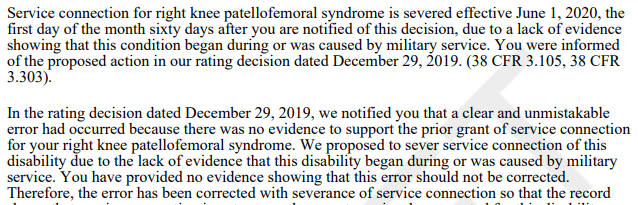 Service connection for right knee patellofemoral syndrome is severed effective June 1, 2020, the
first day of the month sixty days after you are notified of this decision, due to a lack of evidence
showing that this condition began during or was caused by military service. You were informed
of the proposed action in our rating decision dated December 29, 2019. (38 CFR 3.105, 38 CFR
3.303).
In the rating decision dated December 29, 2019, we notified you that a clear and unmistakable
error had occurred because there was no evidence to support the prior grant of service connection
for your right knee patellofemoral syndrome. We proposed to sever service connection of this
disability due to the lack of evidence that this disability began during or was caused by military
service. You have provided no evidence showing that this error should not be corrected.
Therefore, the error has been corrected with severance of service connection so that the record